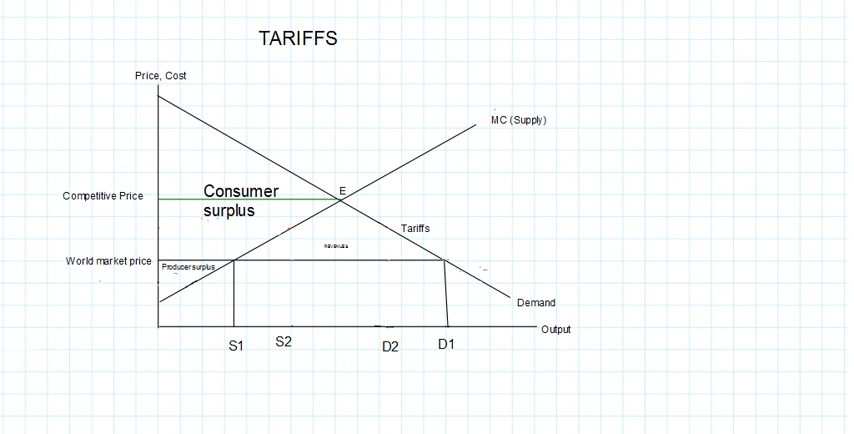 TARIFFS
Price, Cost
MC (Supply)
Competitive Price
Consumer
surplus
E
Tariffs
REVENUES
World market price
Producer surplus
Demand
Output
S1
S2
D2
D1